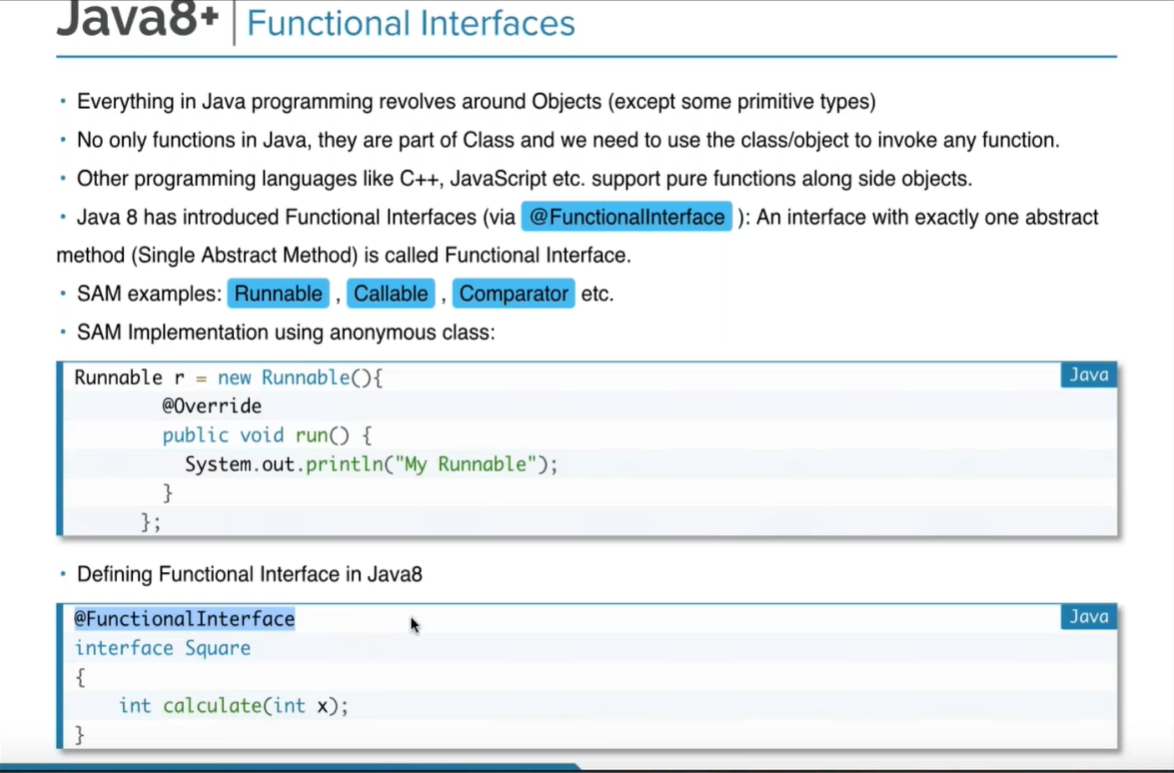 Java8+ | Functional Interfaces
• Everything in Java programming revolves around Objects (except some primitive types)
• No only functions in Java, they are part of Class and we need to use the class/object to invoke any function.
• Other programming languages like C++, JavaScript etc. support pure functions along side objects.
• Java 8 has introduced Functional Interfaces (via @FunctionalInterface ): An interface with exactly one abstract
method (Single Abstract Method) is called Functional Interface.
• SAM examples: Runnable , Callable , Comparator etc.
• SAM Implementation using anonymous class:
Runnable r = new Runnable(){
Java
@Override
public void run() {
System.out.println("My Runnable");
}
};
• Defining Functional Interface in Java8
@FunctionalInterface
Java
interface Square
{
int calculate(int x);
}